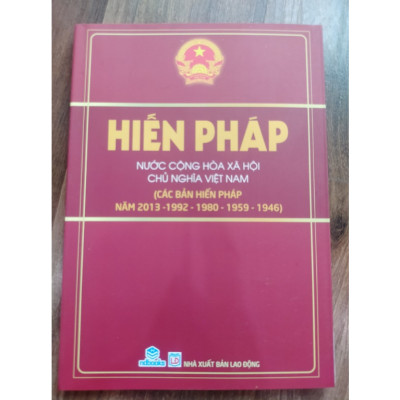 HIẾN PHÁP
NƯỚC CỘNG HÒA XÃ HỘI
CHỦ NGHĨA VIỆT NAM
(CÁC BẢN HIẾN PHÁP
NĂM 2013 -1992 - 1980 - 1959 - 1946)
ndbooks
NHÀ XUẤT BẢN LAO ĐỘNG